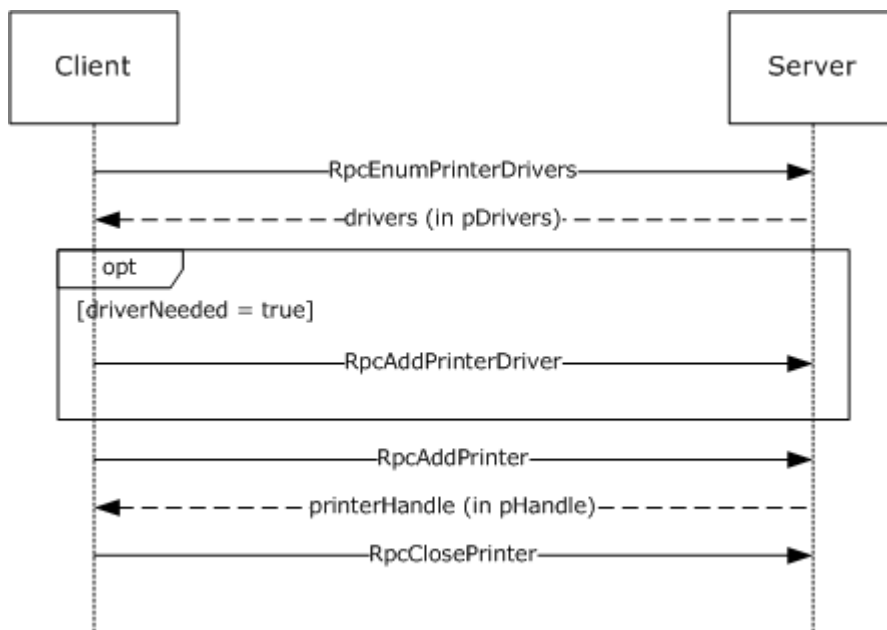 Client
Server
RpcEnumPrinterDrivers
drivers (in pDrivers)
opt
[driverNeeded = true]
RpcAddPrinterDriver
RpcAddPrinter
printerHandle (in pHandle)
RpcClosePrinter